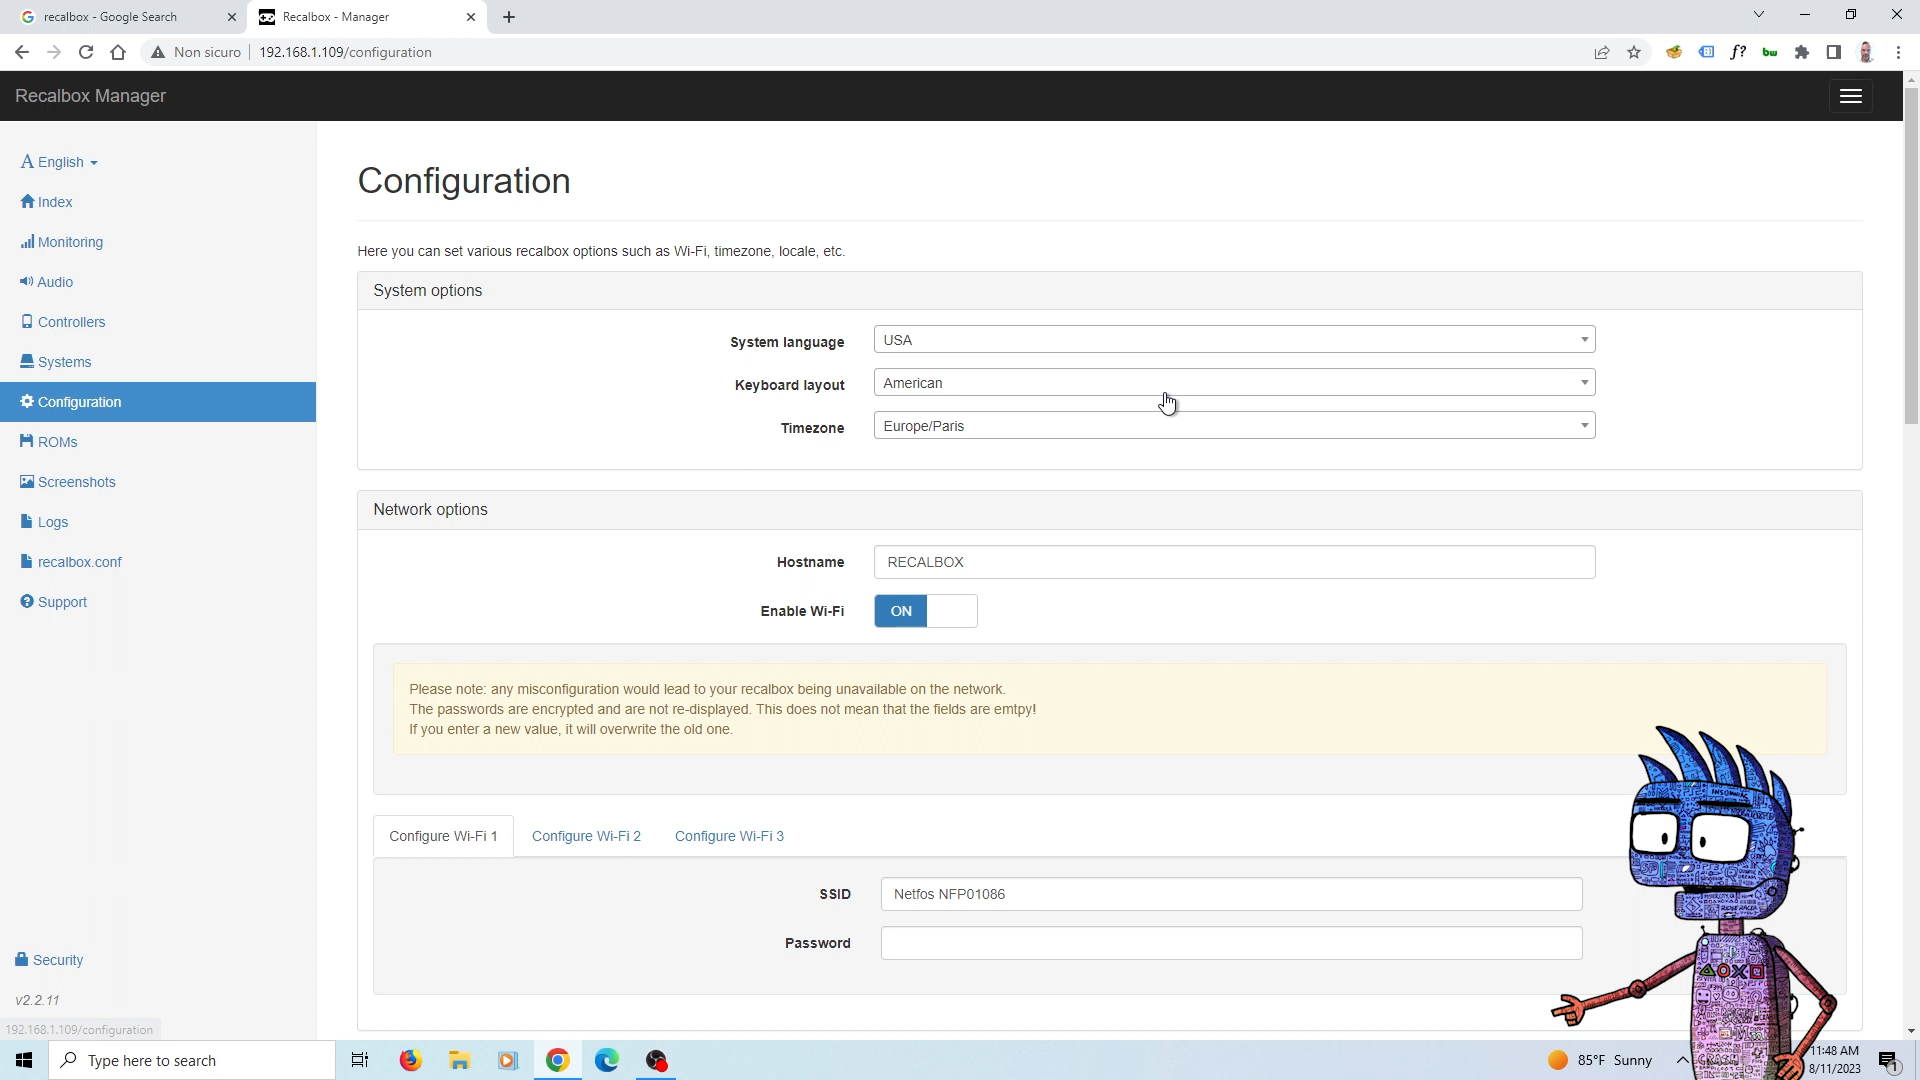 recalbox - Google Search
Recalbox - Manager
Non sicuro
192.168.1.109/configuration
f?
bw
Recalbox Manager
A English
Index
Monitoring
Audio
Controllers
Systems
Configuration
ROMs
Screenshots
Logs
recalbox.conf
Support
Security
v2.2.11
192.168.1.109/configuration
Configuration
Here you can set various recalbox options such as Wi-Fi, timezone, locale, etc.
System options
System language
USA
Keyboard layout
American
Timezone
Europe/Paris
Network options
Hostname
RECALBOX
Enable Wi-Fi
ON
Please note: any misconfiguration would lead to your recalbox being unavailable on the network.
The passwords are encrypted and are not re-displayed. This does not mean that the fields are emtpy!
If you enter a new value, it will overwrite the old one.
Configure Wi-Fi 1
Configure Wi-Fi 2
Configure Wi-Fi 3
SSID
Netfos NFP01086
Password
INSOMNIAC
RIDGE RACER
CRASH
Type here to search
85°F Sunny
11:48 AM
8/11/2023
1